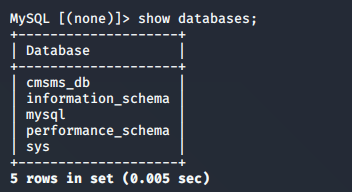 MySQL [(none)]> show databases;
+--------------------+
| Database           |
+--------------------+
| cmsms_db           |
| information_schema |
| mysql              |
| performance_schema |
| sys                |
+--------------------+
5 rows in set (0.005 sec)